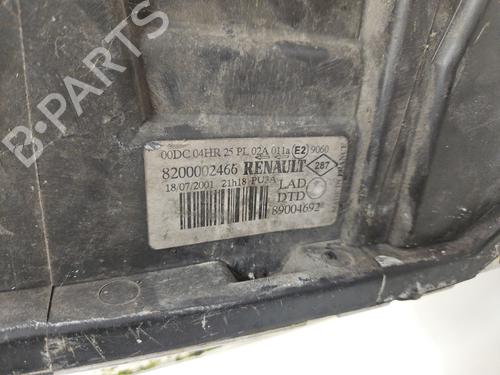 B-PARTS
00DC 04HR 25 PL 02A 011a E2 9060
8200002466 RENAULT 287
18/07/2001 21h18 PU3A LAD
DTD
89004692